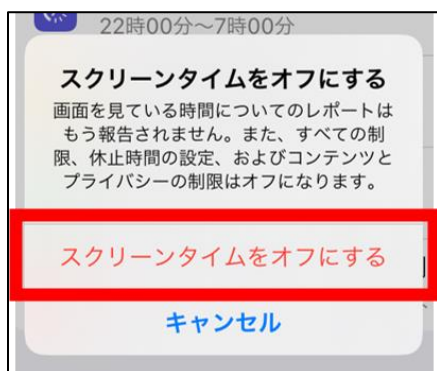 22時00分～7時00分
スクリーンタイムをオフにする
画面を見ている時間についてのレポートは
もう報告されません。また、すべての制
限、休止時間の設定、およびコンテンツと
プライバシーの制限はオフになります。
スクリーンタイムをオフにする
キャンセル